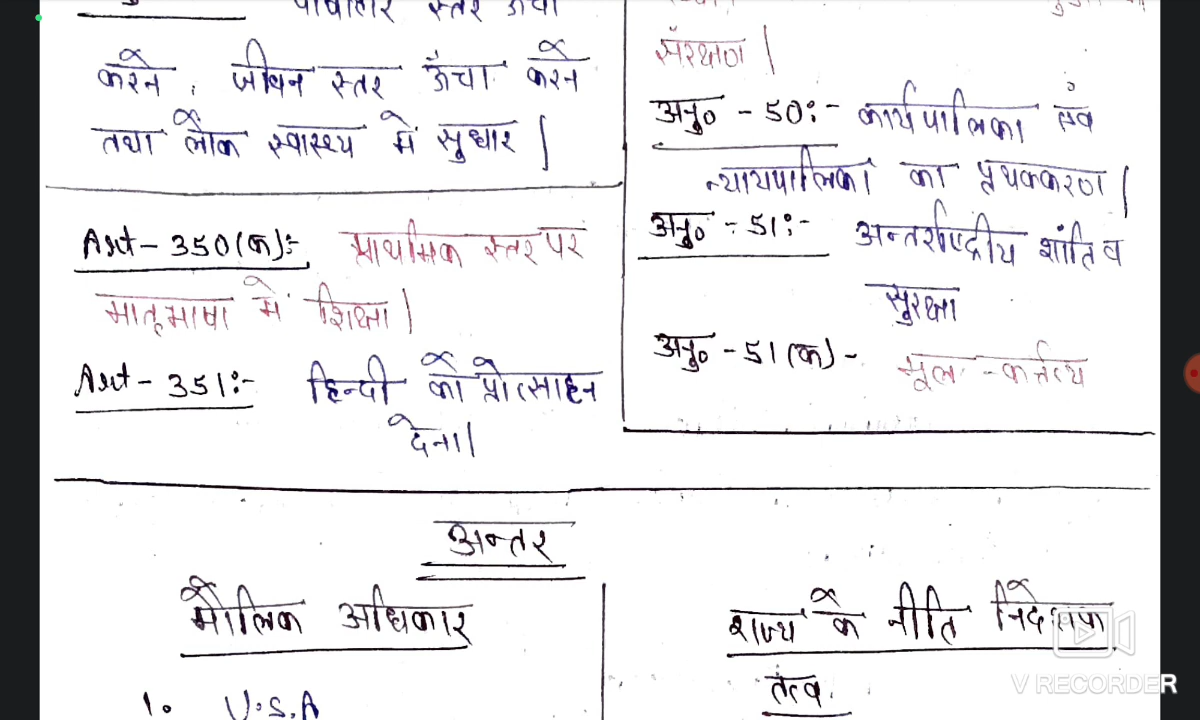 स्तर ऊँचा
करने, जीवन स्तर ऊँचा करने
तथा लोक स्वास्थ्य में सुधार |
Art - 350(क):- प्राथमिक स्तर पर
मातृभाषा में शिक्षा |
Art - 351:- हिन्दी को प्रोत्साहन
देना |
संरक्षण |
अनु० - 50:- कार्यपालिका एवं
न्यायपालिका का पृथक्करण |
अनु० - 51:- अन्तर्राष्ट्रीय शांति व
सुरक्षा
अनु० - 51(क) - मूल - कर्त्तव्य
अन्तर
मौलिक अधिकार
1. U.S.A
राज्य के नीति निदेशक
तत्व
V RECORDER